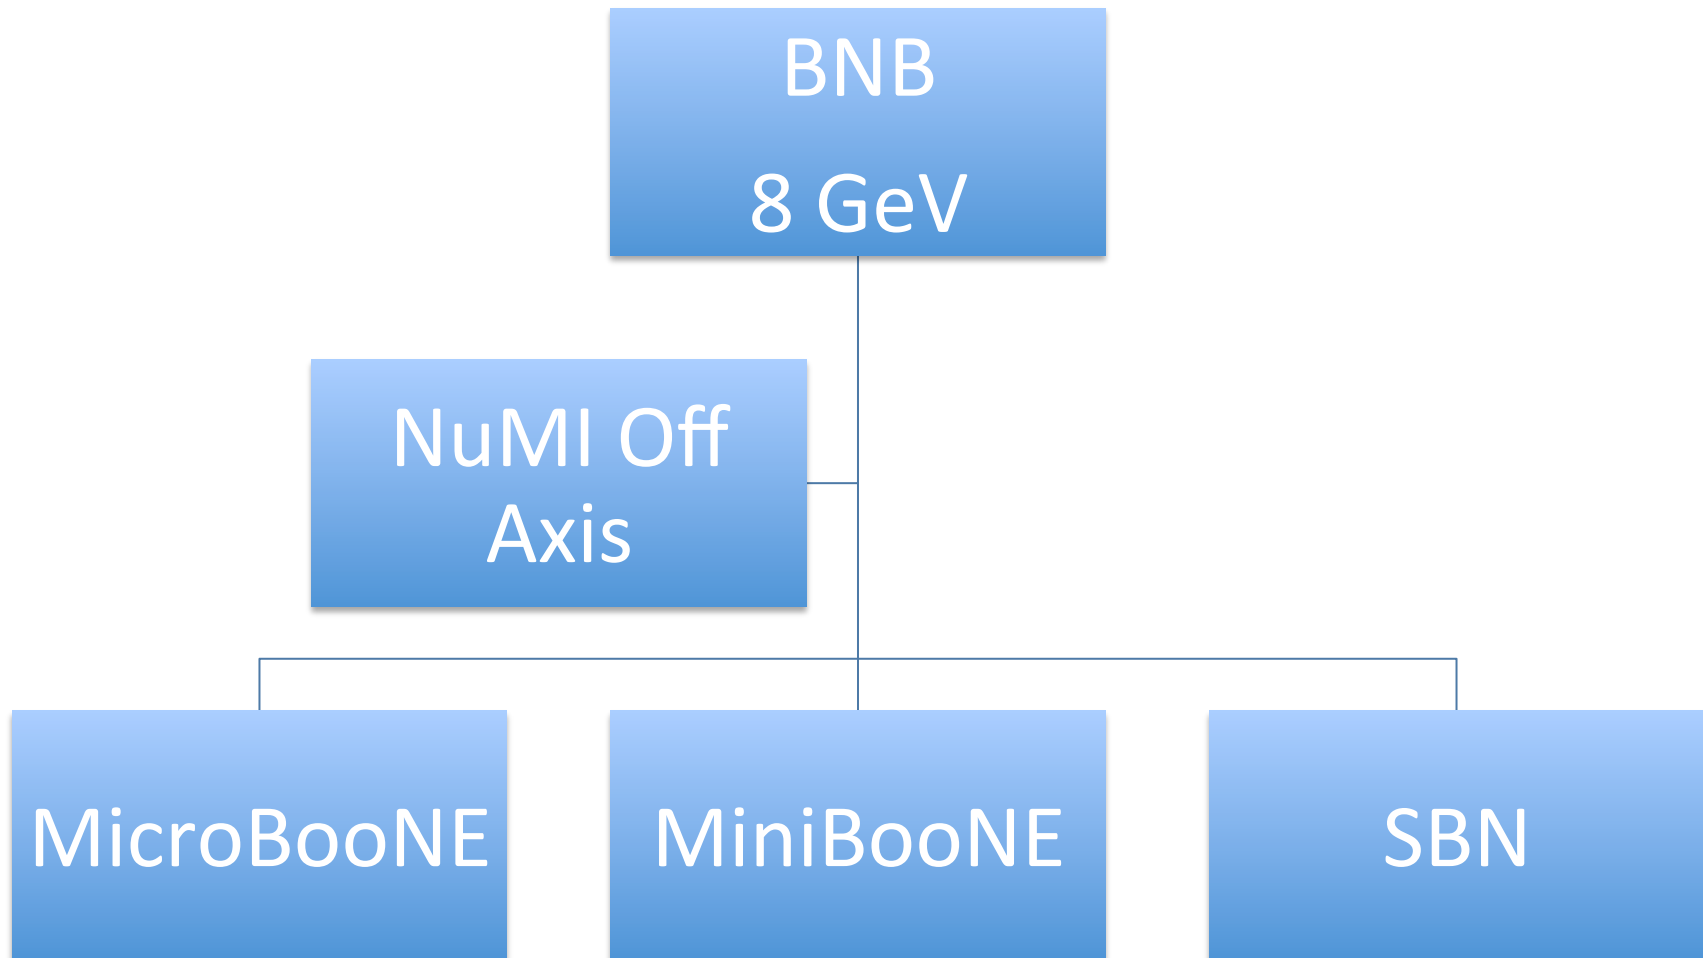 BNB
8 GeV
NuMI Off
Axis
MicroBooNE
MiniBooNE
SBN